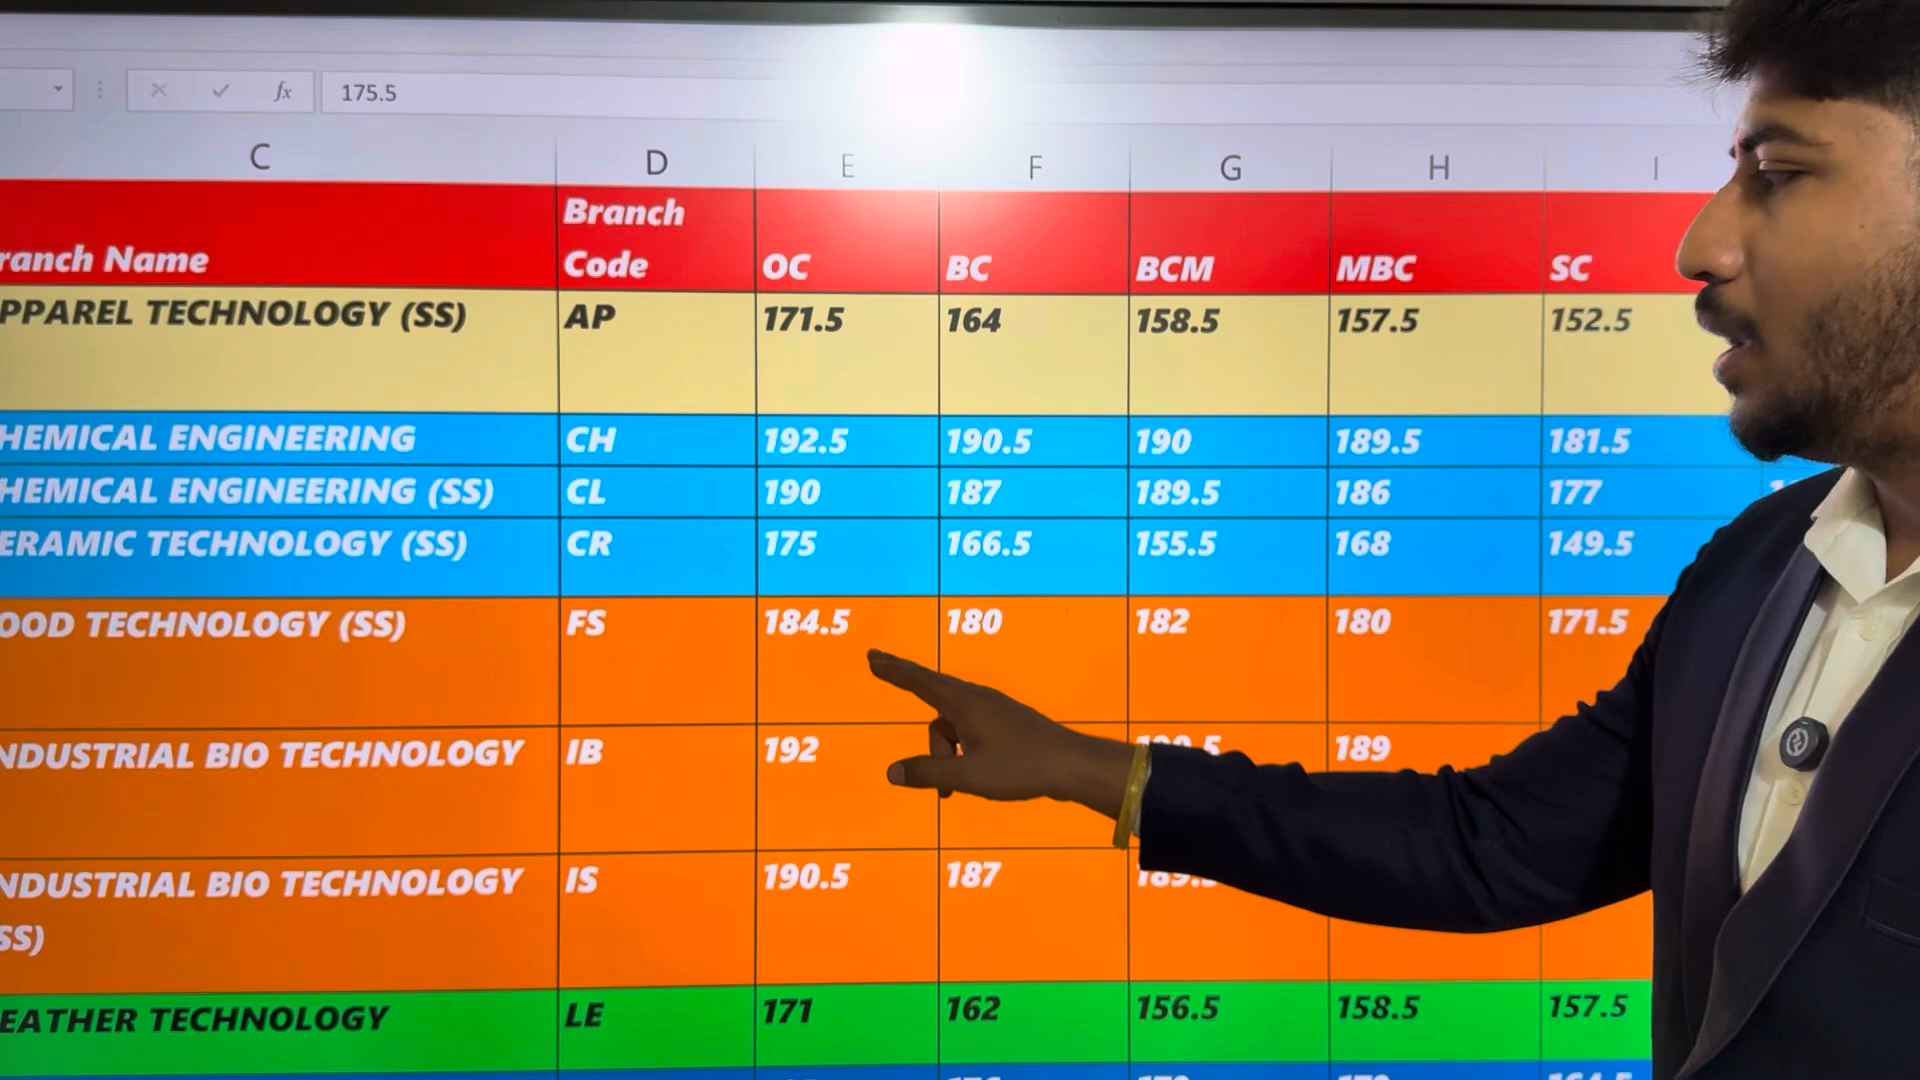 fx 175.5
C D E F G H I
ranch Name Branch Code OC BC BCM MBC SC
PPAREL TECHNOLOGY (SS) AP 171.5 164 158.5 157.5 152.5
HEMICAL ENGINEERING CH 192.5 190.5 190 189.5 181.5
HEMICAL ENGINEERING (SS) CL 190 187 189.5 186 177
ERAMIC TECHNOLOGY (SS) CR 175 166.5 155.5 168 149.5
OOD TECHNOLOGY (SS) FS 184.5 180 182 180 171.5
NDUSTRIAL BIO TECHNOLOGY IB 192 189
NDUSTRIAL BIO TECHNOLOGY IS 190.5 187
SS)
EATHER TECHNOLOGY LE 171 162 156.5 158.5 157.5